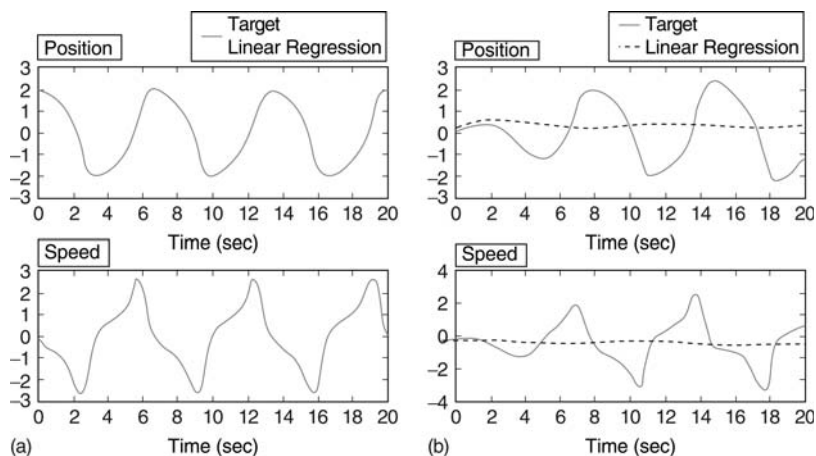 Target
Linear Regression
Position
3
2
1
0
–1
–2
–3
0 2 4 6 8 10 12 14 16 18 20
Time (sec)
Speed
3
2
1
0
–1
–2
–3
0 2 4 6 8 10 12 14 16 18 20
(a)
Time (sec)
Target
Linear Regression
Position
3
2
1
0
–1
–2
–3
0 2 4 6 8 10 12 14 16 18 20
Time (sec)
Speed
4
2
0
–2
–4
0 2 4 6 8 10 12 14 16 18 20
(b)
Time (sec)